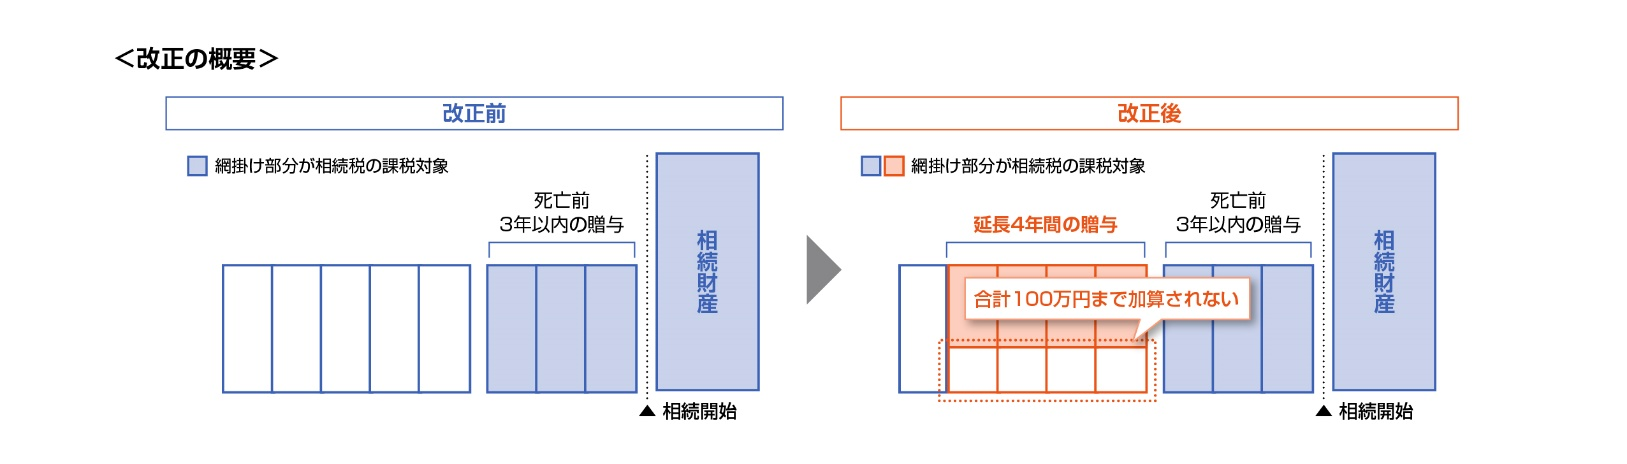 ＜改正の概要＞
改正前
網掛け部分が相続税の課税対象
死亡前
3年以内の贈与
相続財産
▲ 相続開始
改正後
網掛け部分が相続税の課税対象
延長4年間の贈与
死亡前
3年以内の贈与
合計100万円まで加算されない
相続財産
▲ 相続開始